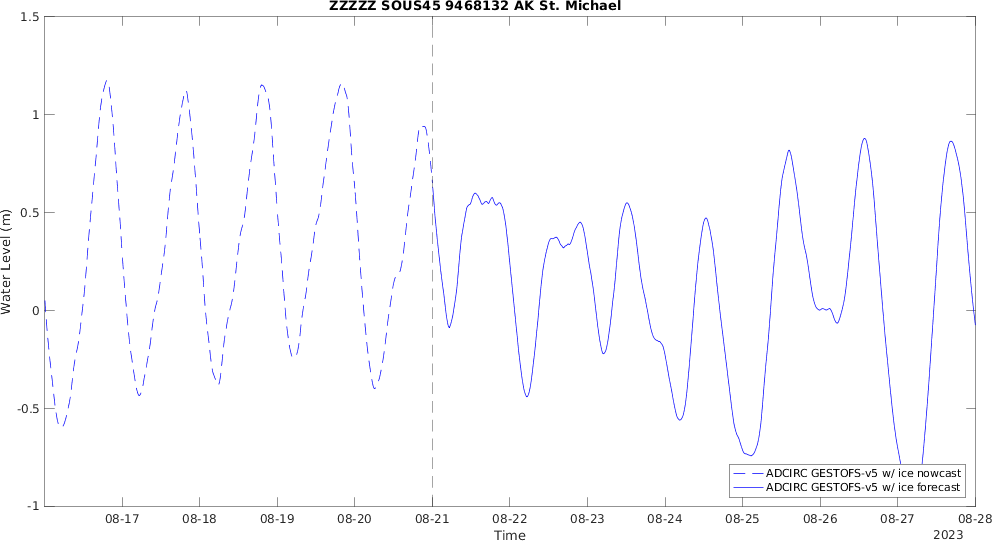 ZZZZZ SOUS45 9468132 AK St. Michael
1.5
1
0.5
0
-0.5
-1
Water Level (m)
08-17 08-18 08-19 08-20 08-21 08-22 08-23 08-24 08-25 08-26 08-27 08-28
Time
2023
ADCIRC GESTOFS-v5 w/ ice nowcast
ADCIRC GESTOFS-v5 w/ ice forecast